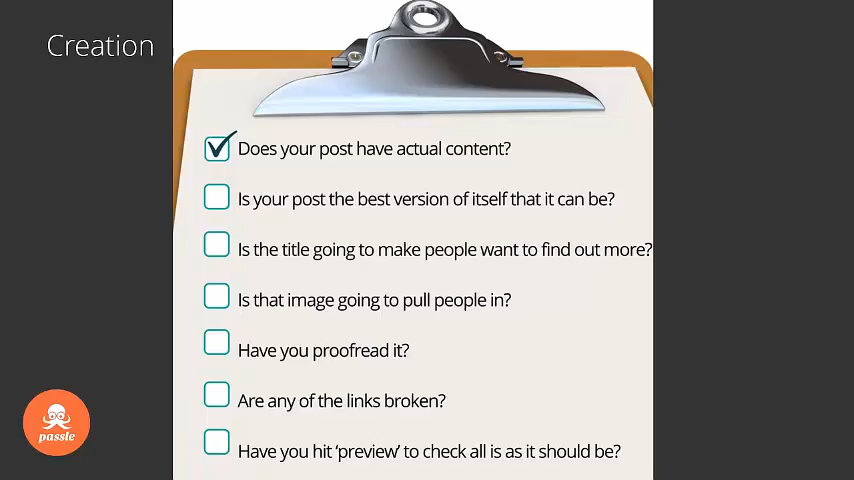 Creation
Does your post have actual content?
Is your post the best version of itself that it can be?
Is the title going to make people want to find out more?
Is that image going to pull people in?
Have you proofread it?
Are any of the links broken?
Have you hit ‘preview’ to check all is as it should be?
passle